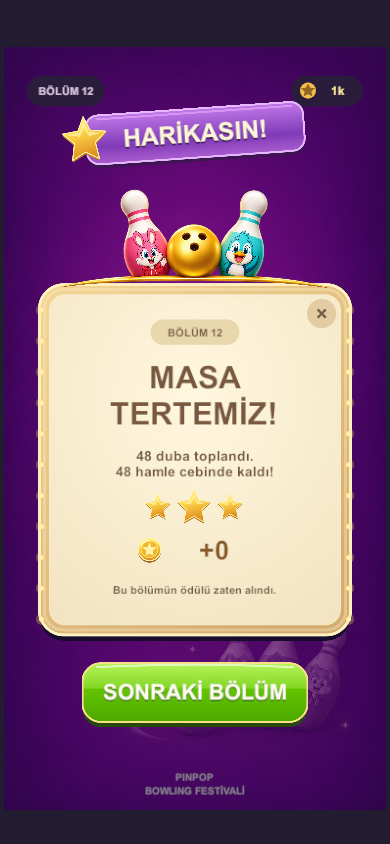 BÖLÜM 12
1k
HARİKASIN!
BÖLÜM 12
MASA
TERTEMİZ!
48 duba toplandı.
48 hamle cebinde kaldı!
+0
Bu bölümün ödülü zaten alındı.
SONRAKİ BÖLÜM
PINPOP
BOWLING FESTİVALİ